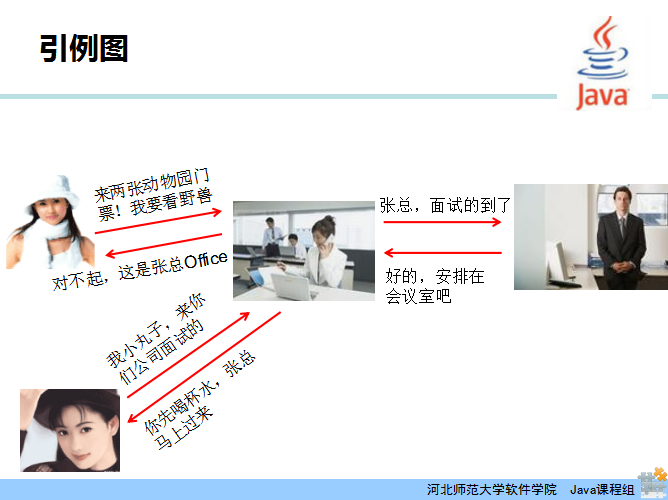 引例图
Java
来两张动物园门
票！我要看野兽
对不起，这是张总Office
张总，面试的到了
好的，安排在
会议室吧
我小丸子，来你
们公司面试的
你先喝杯水，张总
马上过来
河北师范大学软件学院 Java课程组